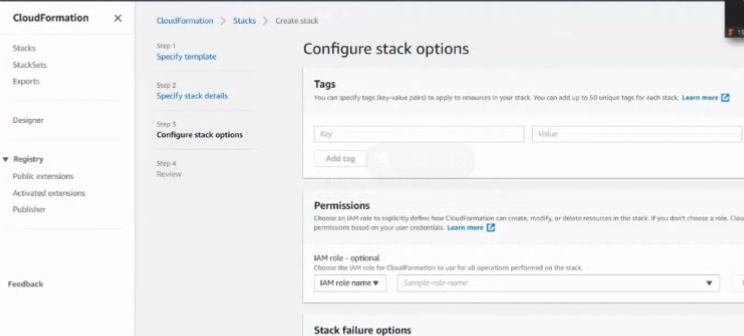 CloudFormation ×
Stacks
StackSets
Exports
Designer
▼ Registry
Public extensions
Activated extensions
Publisher
Feedback
CloudFormation > Stacks > Create stack
Step 1
Specify template
Step 2
Specify stack details
Step 3
Configure stack options
Step 4
Review
Configure stack options
Tags
You can specify tags (key-value pairs) to apply to resources in your stack. You can add up to 50 unique tags for each stack. Learn more
Key
Value
Add tag
Permissions
Choose an IAM role to explicitly define how CloudFormation can create, modify, or delete resources in the stack. If you don't choose a role, Clou
permissions based on your user credentials. Learn more
IAM role - optional
Choose the IAM role for CloudFormation to use for all operations performed on the stack.
IAM role name ▼
Sample-role-name ▼
Stack failure options